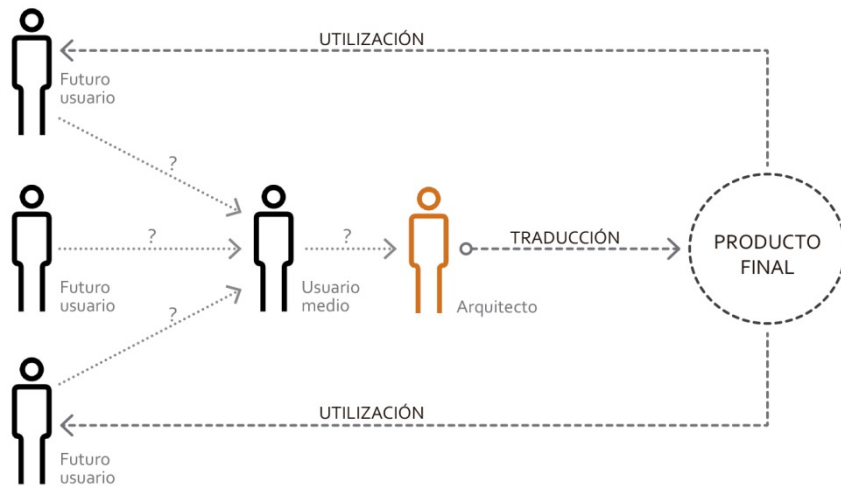 UTILIZACIÓN
Futuro
usuario
?
?
Futuro
usuario
?
Usuario
medio
Arquitecto
TRADUCCIÓN
PRODUCTO
FINAL
?
UTILIZACIÓN
Futuro
usuario